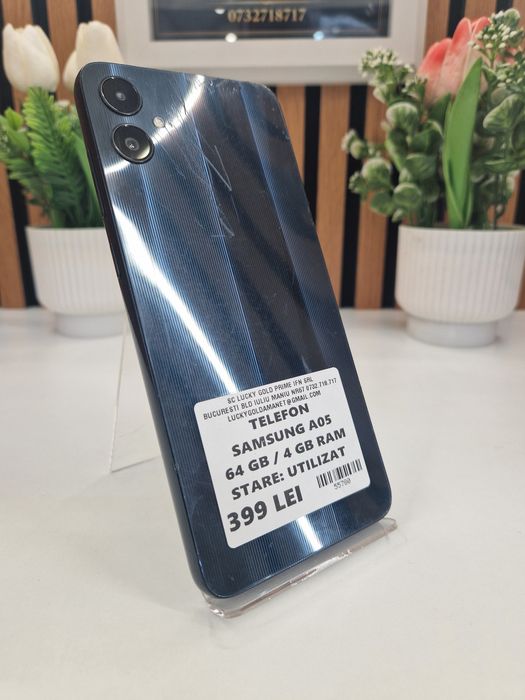 0732718717
SC LUCKY GOLD PRIME IFN SRL
BUCURESTI BLD IULIU MANIU NR67 0732.718.717
LUCKYGOLDAMANET@GMAIL.COM
TELEFON
SAMSUNG A05
64 GB / 4 GB RAM
STARE: UTILIZAT
399 LEI
55700